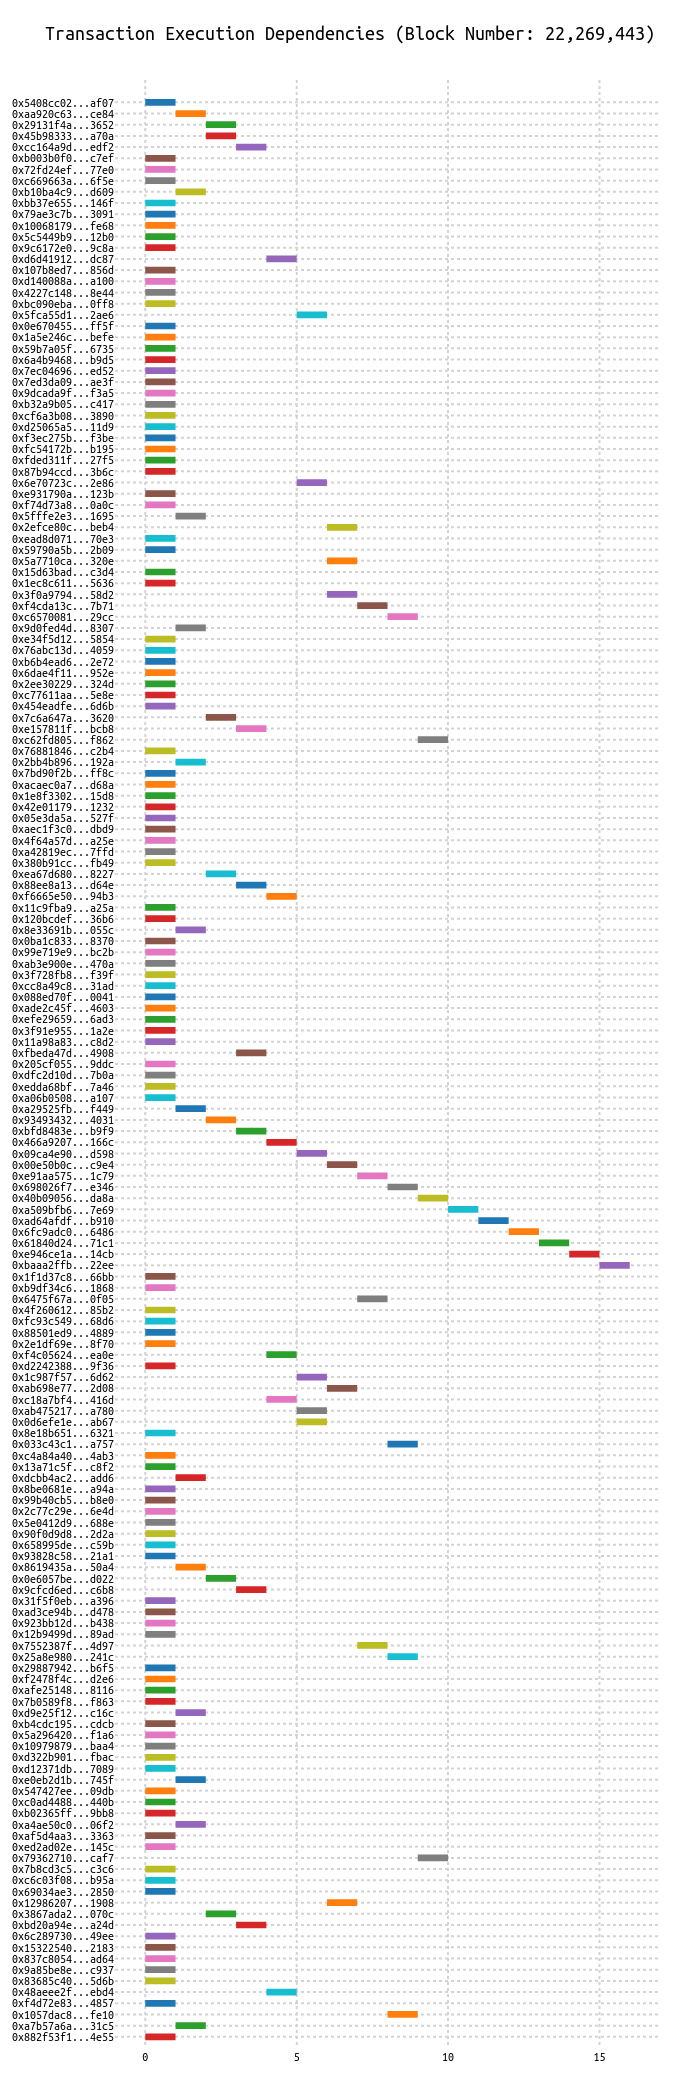 Transaction Execution Dependencies (Block Number: 22,269,443)
0x5408cc02...af07
0xaa920c63...ce84
0x29131f4a...3652
0x45b98333...a70a
0xcc164a9d...edf2
0xb003b0f0...c7ef
0x72fd24ef...77e0
0xc669663a...6f5e
0xb10ba4c9...d609
0xbb37e655...146f
0x79ae3c7b...3091
0x10068179...fe68
0x5c5449b9...12b0
0x9c6172e0...9c8a
0xd6d41912...dc87
0x107b8ed7...856d
0xd140088a...a100
0x4227c148...8e44
0xbc090eba...0ff8
0x5fca55d1...2ae6
0x0e670455...ff5f
0x1a5e246c...befe
0x59b7a05f...6735
0x6a4b9468...b9d5
0x7ec04696...ed52
0x7ed3da09...ae3f
0x9dcada9f...f3a5
0xb32a9b05...c417
0xcf6a3b08...3890
0xd25065a5...11d9
0xf3ec275b...f3be
0xfc54172b...b195
0xfded311f...27f5
0x87b94ccd...3b6c
0x6e70723c...2e86
0xe931790a...123b
0xf74d73a8...0a0c
0x5fffe2e3...1695
0x2efce80c...beb4
0xead8d071...70e3
0x59790a5b...2b09
0x5a7710ca...320e
0x15d63bad...c3d4
0x1ec8c611...5636
0x3f0a9794...58d2
0xf4cda13c...7b71
0xc6570081...29cc
0x9d0fed4d...8307
0xe34f5d12...5854
0x76abc13d...4059
0xb6b4ead6...2e72
0x6dae4f11...952e
0x2ee30229...324d
0xc77611aa...5e8e
0x454eadfe...6d6b
0x7c6a647a...3620
0xe157811f...bcb8
0xc62fd805...f862
0x76881846...c2b4
0x2bb4b896...192a
0x7bd90f2b...ff8c
0xacaec0a7...d68a
0x1e8f3302...15d8
0x42e01179...1232
0x05e3da5a...527f
0xaec1f3c0...dbd9
0x4f64a57d...a25e
0xa42819ec...7ffd
0x380b91cc...fb49
0xea67d680...8227
0x88ee8a13...d64e
0xf6665e50...94b3
0x11c9fba9...a25a
0x120bcdef...36b6
0x8e33691b...055c
0x0ba1c833...8370
0x99e719e9...bc2b
0xab3e900e...470a
0x3f728fb8...f39f
0xcc8a49c8...31ad
0x088ed70f...0041
0xade2c45f...4603
0xefe29659...6ad3
0x3f91e955...1a2e
0x11a98a83...c8d2
0xfbeda47d...4908
0x205cf055...9ddc
0xdfc2d10d...7b0a
0xedda68bf...7a46
0xa06b0508...a107
0xa29525fb...f449
0x93493432...4031
0xbfd8483e...b9f9
0x466a9207...166c
0x09ca4e90...d598
0x00e50b0c...c9e4
0xe91aa575...1c79
0x698026f7...e346
0x40b09056...da8a
0xa509bfb6...7e69
0xad64afdf...b910
0x6fc9adc0...6486
0x61840d24...71c1
0xe946ce1a...14cb
0xbaaa2ffb...22ee
0x1f1d37c8...66bb
0xb9df34c6...1868
0x6475f67a...0f05
0x4f260612...85b2
0xfc93c549...68d6
0x88501ed9...4889
0x2e1df69e...8f70
0xf4c05624...ea0e
0xd2242388...9f36
0x1c987f57...6d62
0xab698e77...2d08
0xc18a7bf4...416d
0xab475217...a780
0x0d6efe1e...ab67
0x8e18b651...6321
0x033c43c1...a757
0xc4a84a40...4ab3
0x13a71c5f...c8f2
0xdcbb4ac2...add6
0x8be0681e...a94a
0x99b40cb5...b8e0
0x2c77c29e...6e4d
0x5e0412d9...688e
0x90f0d9d8...2d2a
0x658995de...c59b
0x93828c58...21a1
0x8619435a...50a4
0x0e6057be...d022
0x9cfcd6ed...c6b8
0x31f5f0eb...a396
0xad3ce94b...d478
0x923bb12d...b438
0x12b9499d...89ad
0x7552387f...4d97
0x25a8e980...241c
0x29887942...b6f5
0xf2478f4c...d2e6
0xafe25148...8116
0x7b0589f8...f863
0xd9e25f12...c16c
0xb4cdc195...cdcb
0x5a296420...f1a6
0x10979879...baa4
0xd322b901...fbac
0xd12371db...7089
0xe0eb2d1b...745f
0x547427ee...09db
0xc0ad4488...440b
0xb02365ff...9bb8
0xa4ae50c0...06f2
0xaf5d4aa3...3363
0xed2ad02e...145c
0x79362710...caf7
0x7b8cd3c5...c3c6
0xc6c03f08...b95a
0x69034ae3...2850
0x12986207...1908
0x3867ada2...070c
0xbd20a94e...a24d
0x6c289730...49ee
0x15322540...2183
0x837c8054...ad64
0x9a85be8e...c937
0x83685c40...5d6b
0x48aeee2f...ebd4
0xf4d72e83...4857
0x1057dac8...fe10
0xa7b57a6a...31c5
0x882f53f1...4e55
0 5 10 15